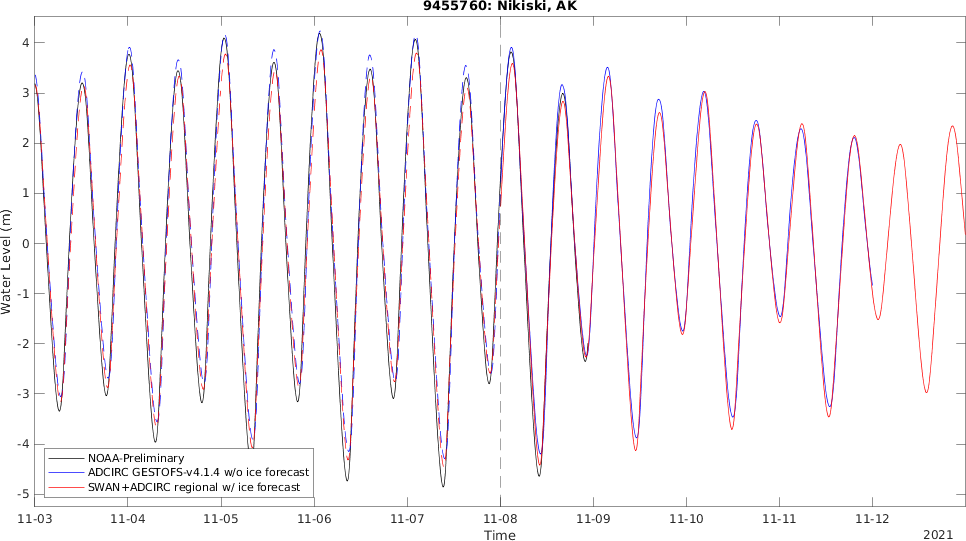 9455760: Nikiski, AK
Water Level (m)
4
3
2
1
0
-1
-2
-3
-4
-5
NOAA-Preliminary
ADCIRC GESTOFS-v4.1.4 w/o ice forecast
SWAN+ADCIRC regional w/ ice forecast
11-03 11-04 11-05 11-06 11-07 11-08 11-09 11-10 11-11 11-12
Time
2021